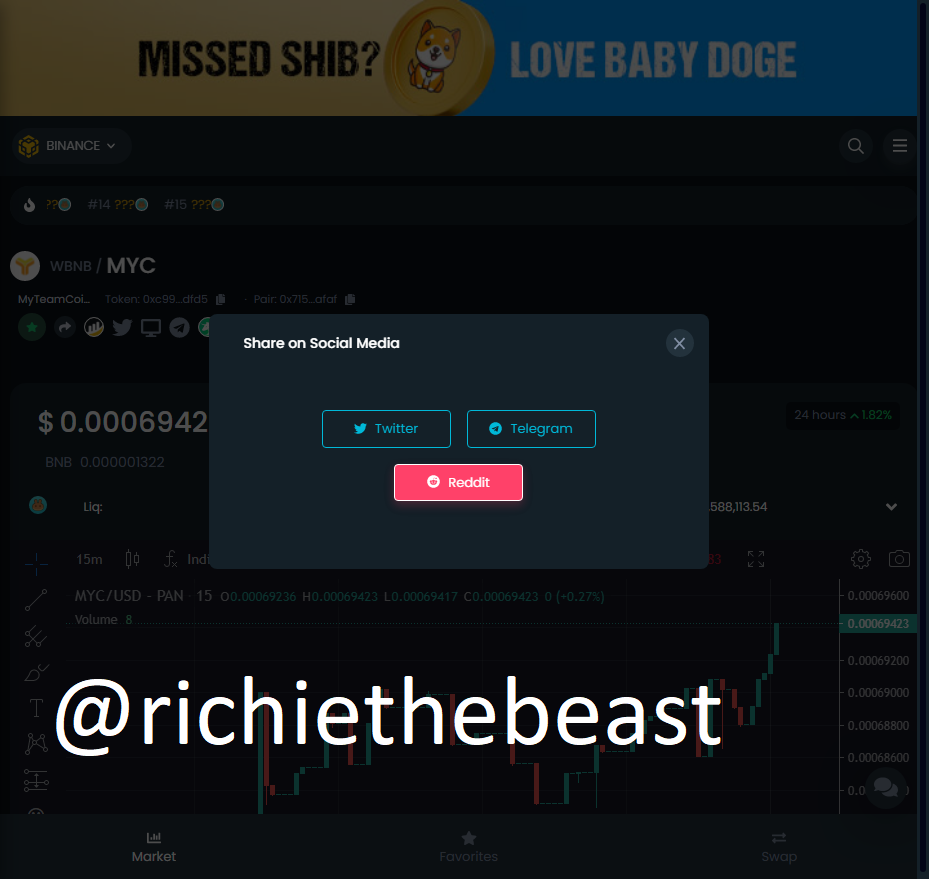 MISSED SHIB? LOVE BABY DOGE
BINANCE
??? #14 ??? #15 ???
WBNB / MYC
MyTeamCoi... Token: 0xc99...dfd5 · Pair: 0x715...afaf
Share on Social Media
$ 0.0006942
24 hours 1.82%
Twitter Telegram
BNB 0.000001322
Reddit
Liq: .588,113.54
15m Indi 83
MYC/USD - PAN · 15 O0.00069236 H0.00069423 L0.00069417 C0.00069423 0 (+0.27%)
0.00069600
Volume 8
0.00069423
0.00069200
0.00069000
@richiethebeast
0.00068800
0.00068600
Market Favorites Swap